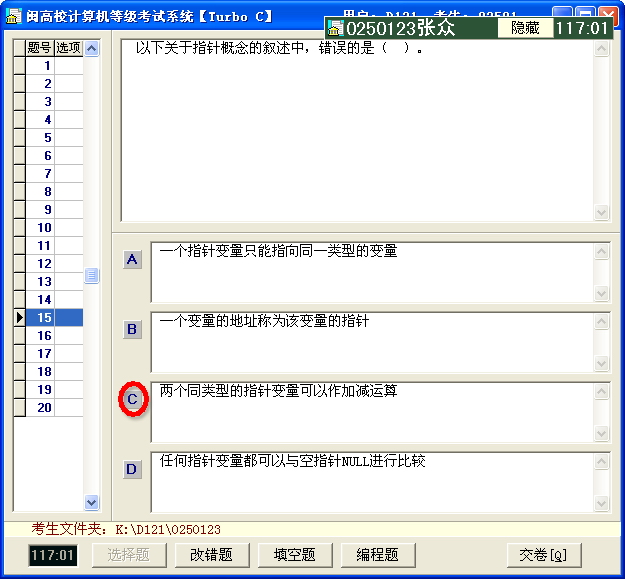 闽高校计算机等级考试系统【Turbo C】
0250123张众 隐藏 117:01
题号 选项
1
2
3
4
5
6
7
8
9
10
11
12
13
14
15
16
17
18
19
20
以下关于指针概念的叙述中，错误的是（ ）。
A 一个指针变量只能指向同一类型的变量
B 一个变量的地址称为该变量的指针
C 两个同类型的指针变量可以作加减运算
D 任何指针变量都可以与空指针NULL进行比较
考生文件夹：K:\D121\0250123
117:01 选择题 改错题 填空题 编程题 交卷[Q]